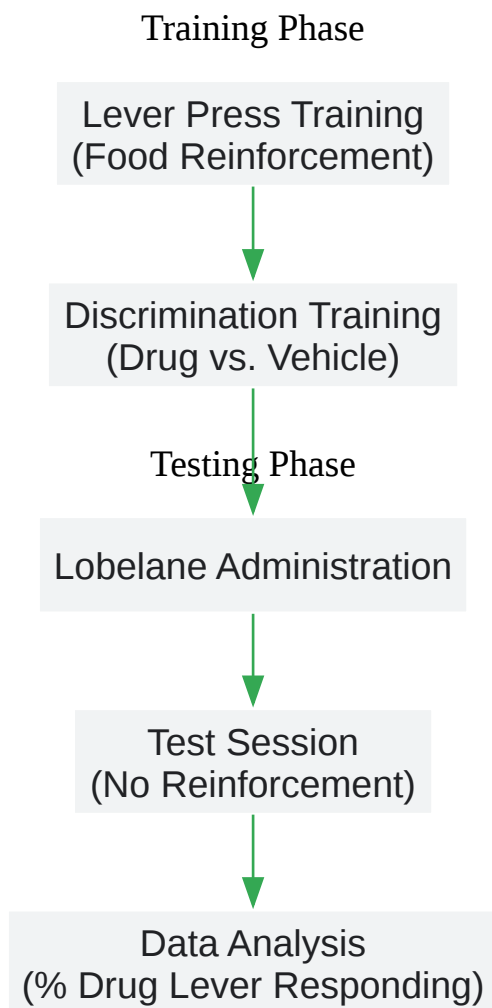 Training Phase
Lever Press Training
(Food Reinforcement)
Discrimination Training
(Drug vs. Vehicle)
Testing Phase
Lobelane Administration
Test Session
(No Reinforcement)
Data Analysis
(% Drug Lever Responding)